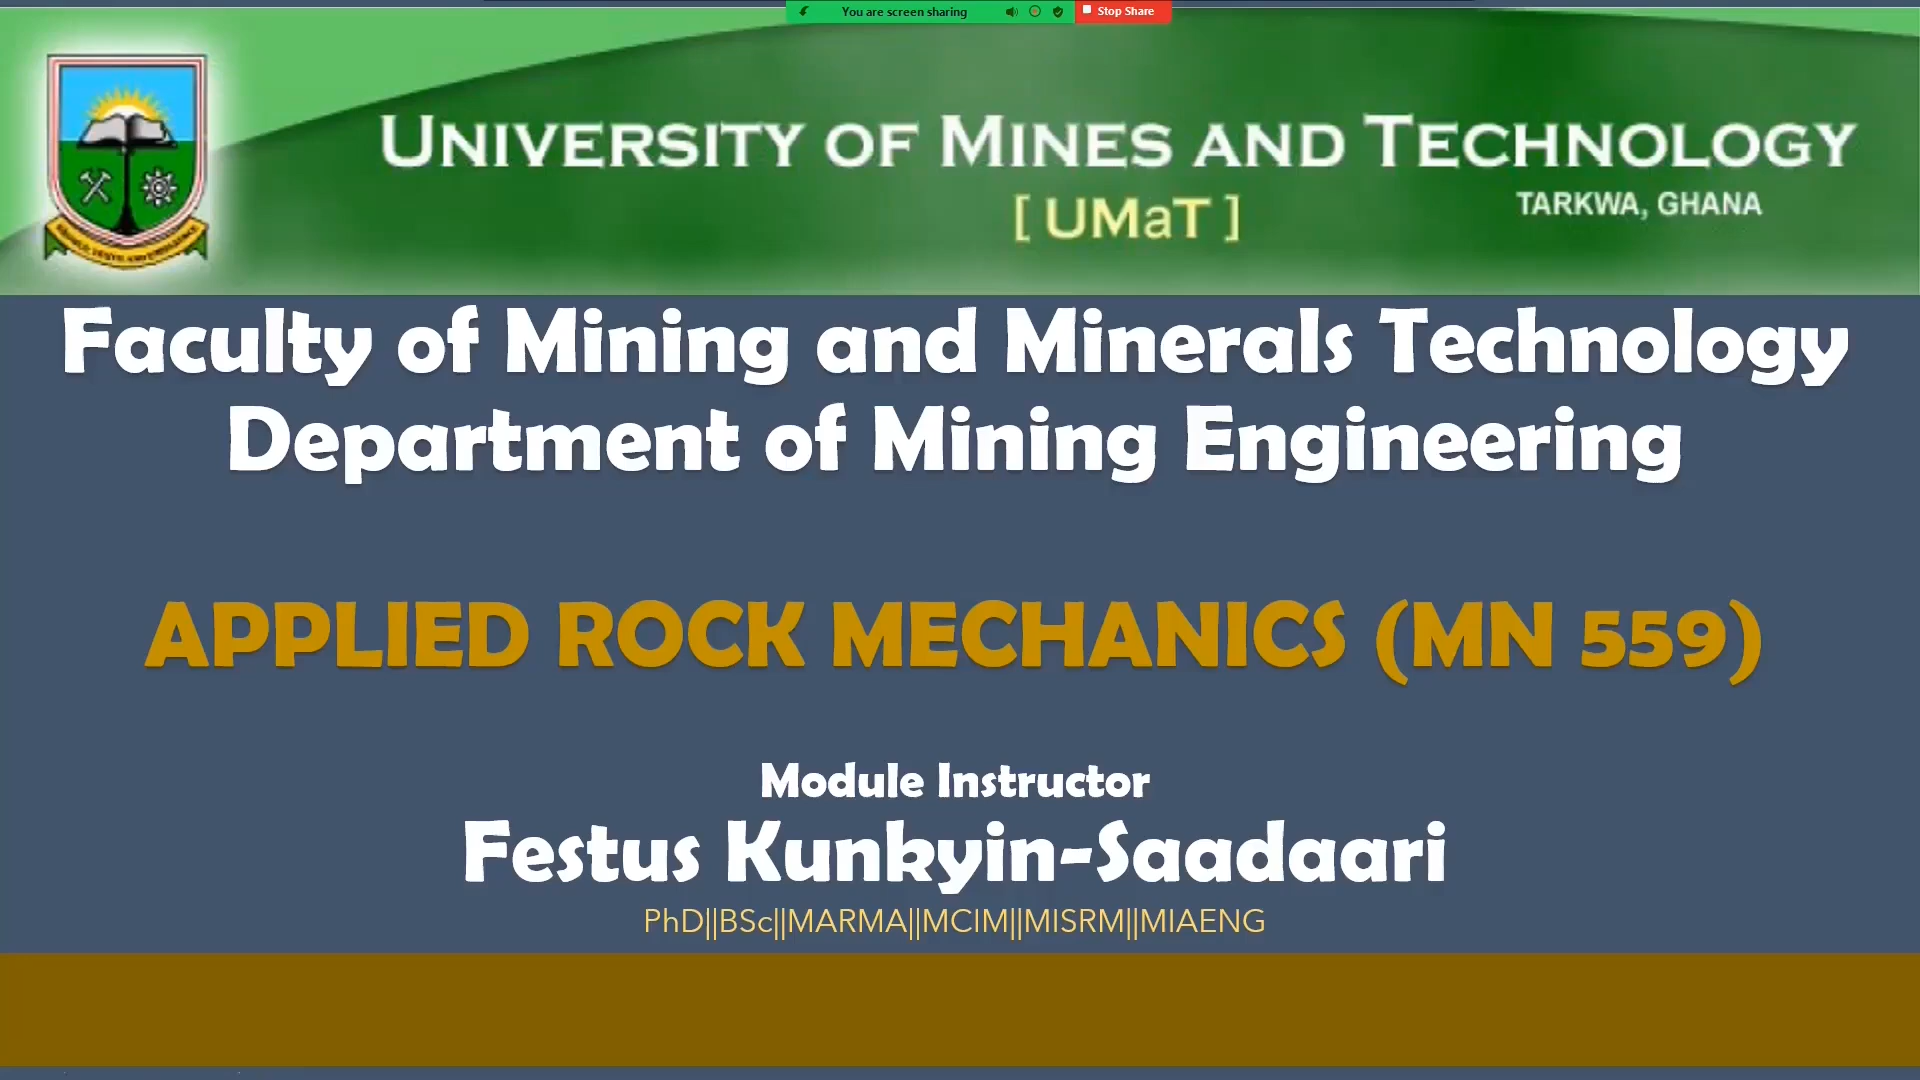 You are screen sharing Stop Share
UNIVERSITY OF MINES AND TECHNOLOGY
[ UMaT ]
TARKWA, GHANA
Faculty of Mining and Minerals Technology
Department of Mining Engineering
APPLIED ROCK MECHANICS (MN 559)
Module Instructor
Festus Kunkyin-Saadaari
PhD||BSc||MARMA||MCIM||MISRM||MIAENG